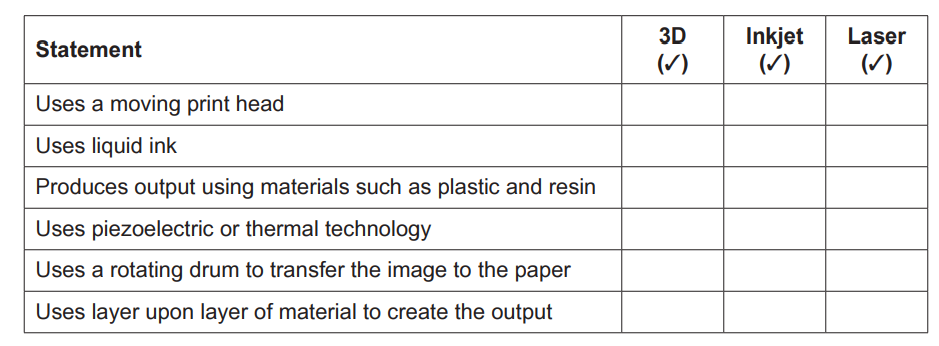 Statement 3D (✓) Inkjet (✓) Laser (✓)
Uses a moving print head
Uses liquid ink
Produces output using materials such as plastic and resin
Uses piezoelectric or thermal technology
Uses a rotating drum to transfer the image to the paper
Uses layer upon layer of material to create the output